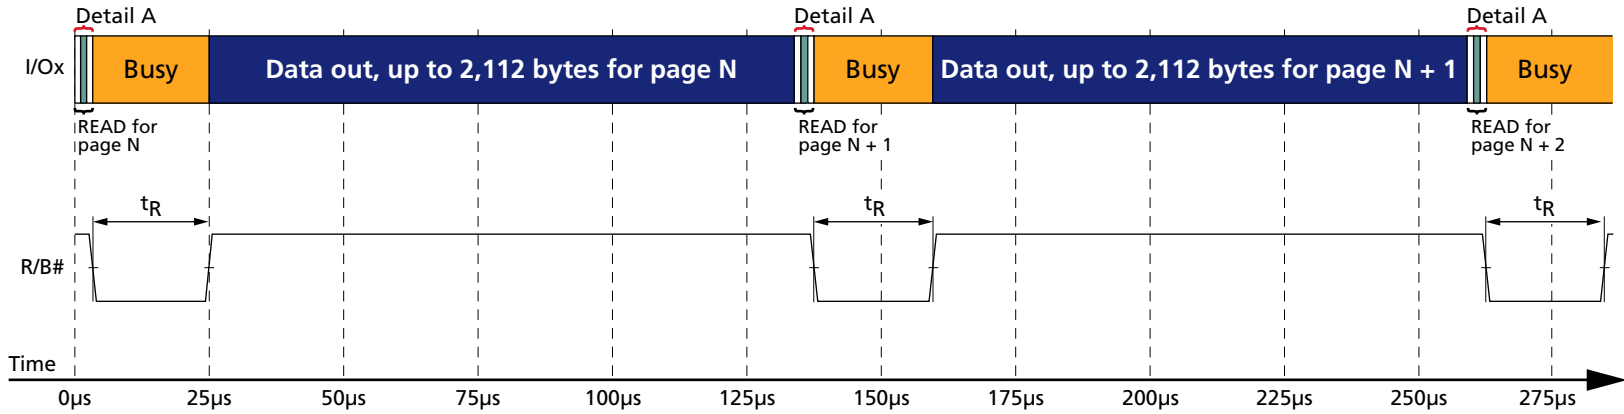 Detail A
Detail A
Detail A
I/Ox
Busy
Data out, up to 2,112 bytes for page N
Busy
Data out, up to 2,112 bytes for page N + 1
Busy
READ for
page N
READ for
page N + 1
READ for
page N + 2
tR
tR
tR
R/B#
Time
0µs
25µs
50µs
75µs
100µs
125µs
150µs
175µs
200µs
225µs
250µs
275µs